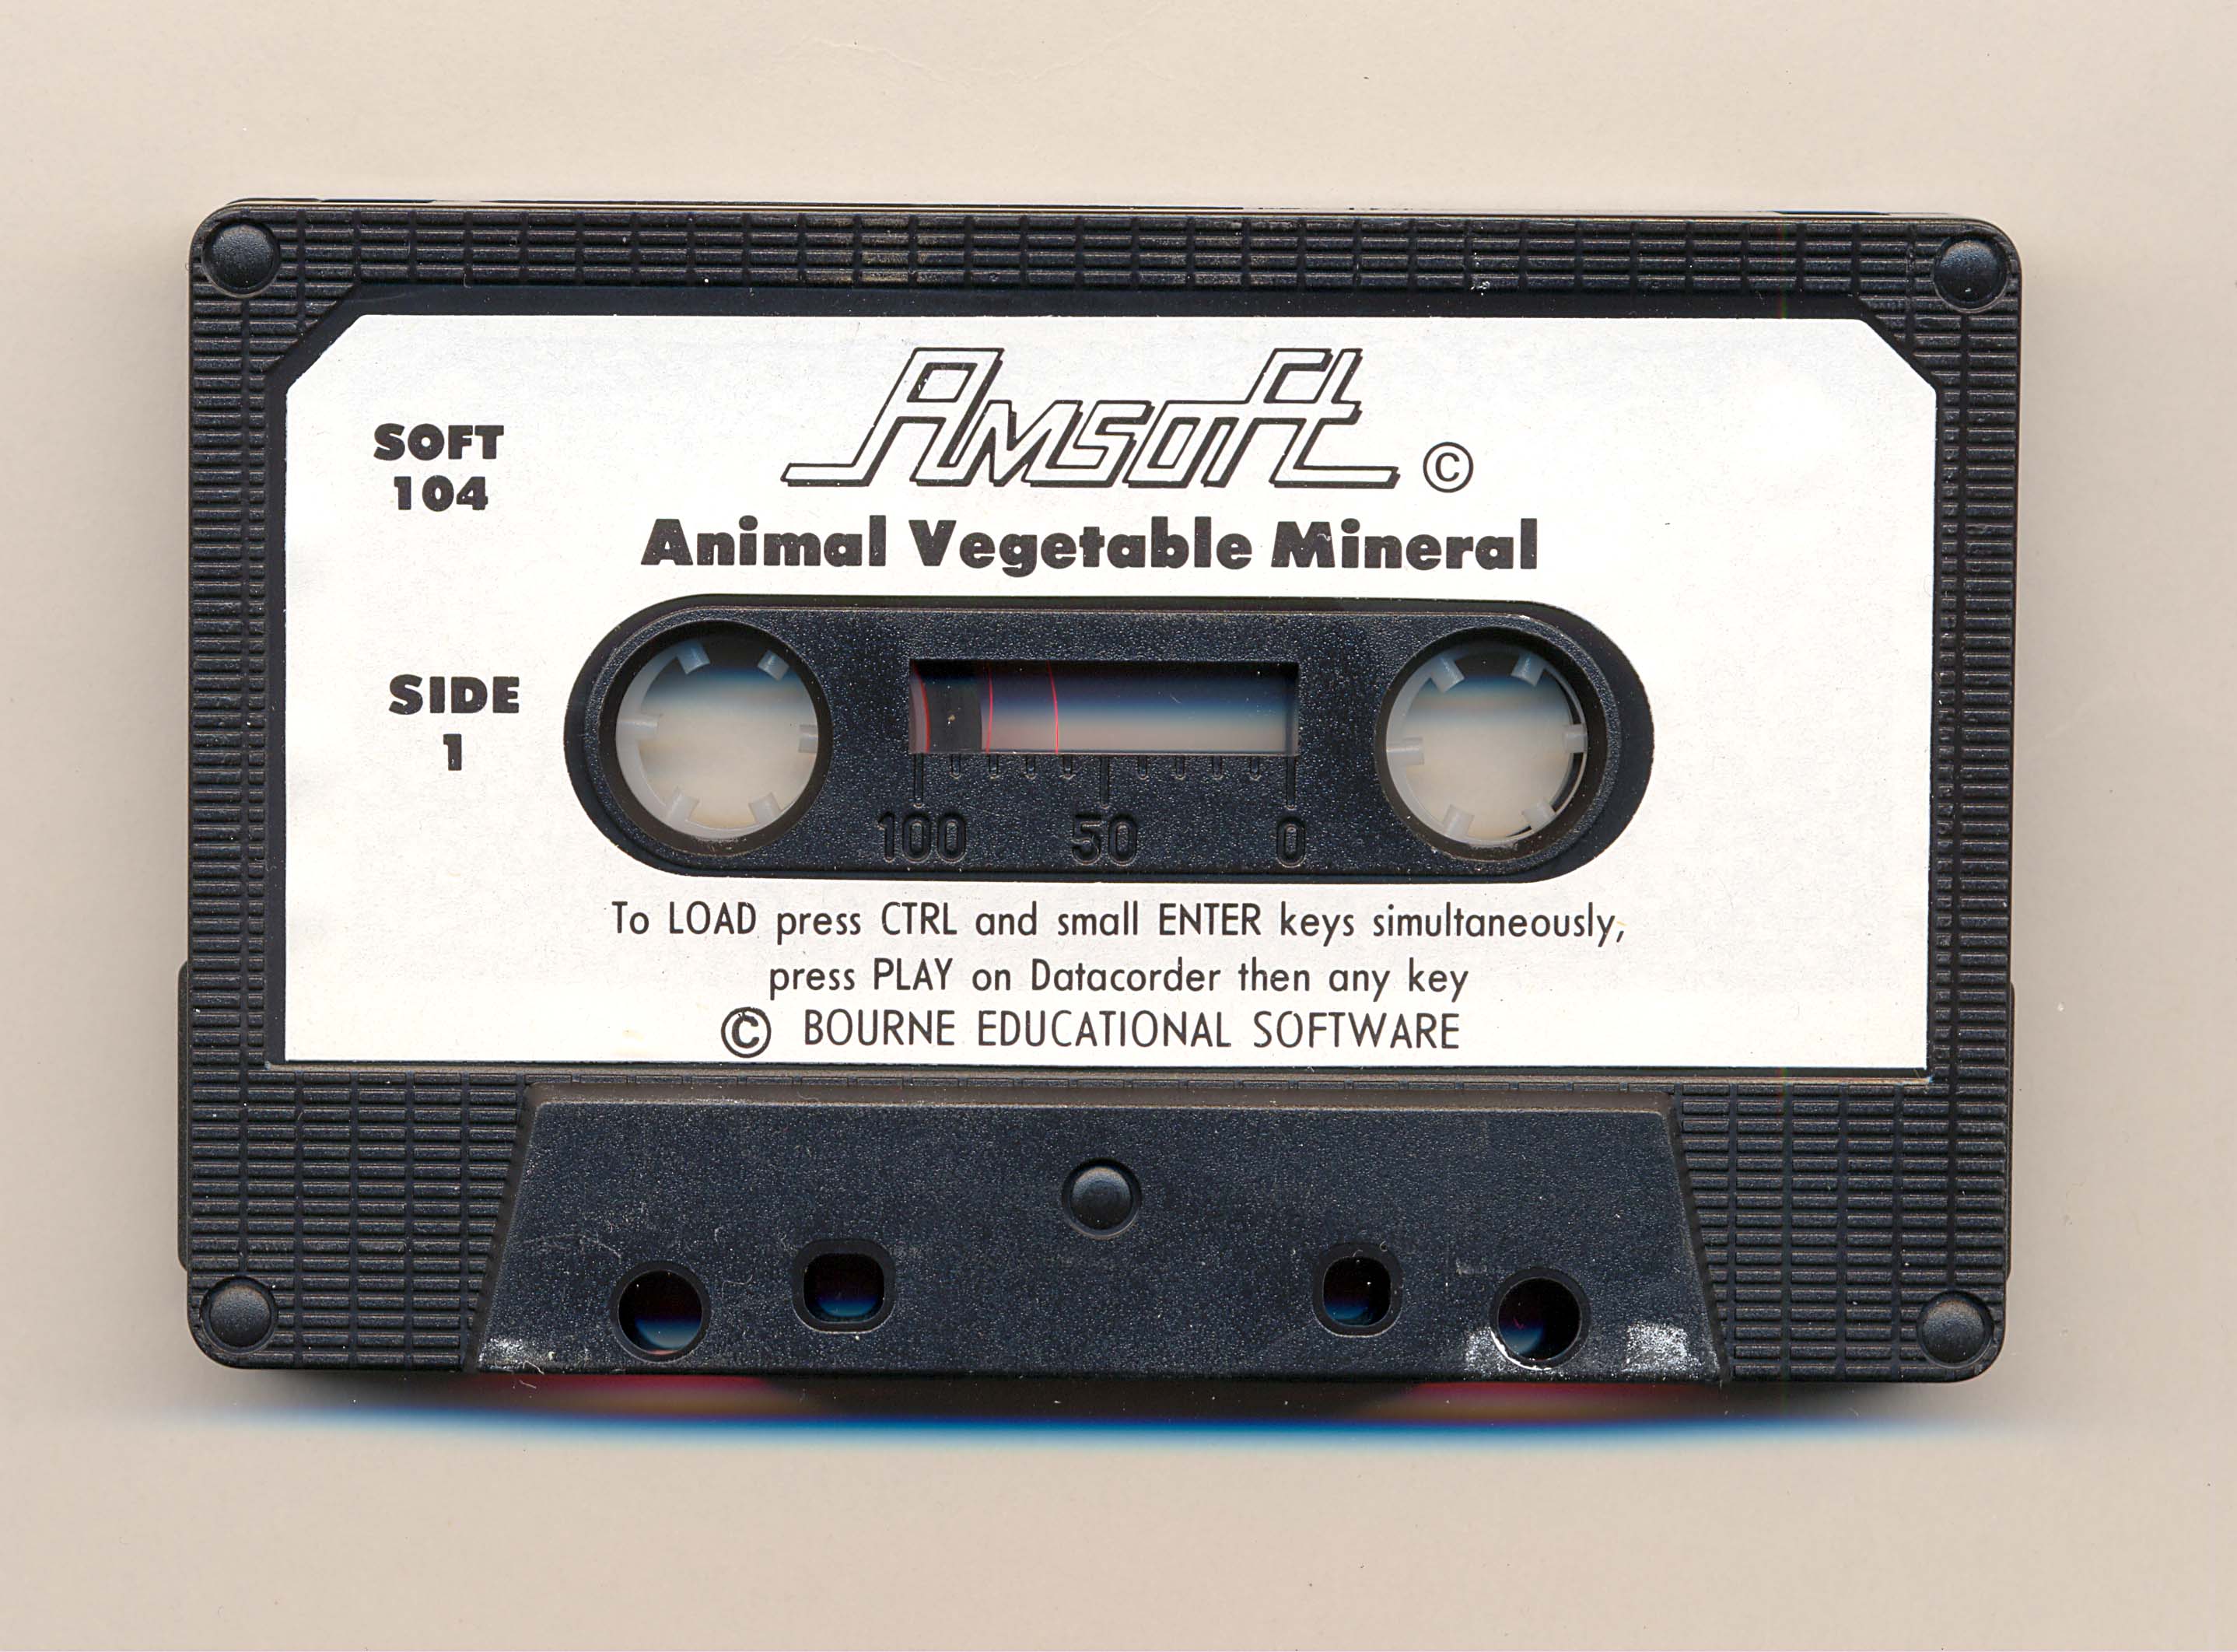 Amsoft ©
SOFT
104
Animal Vegetable Mineral
SIDE
1
100 50 0
To LOAD press CTRL and small ENTER keys simultaneously,
press PLAY on Datacorder then any key
© BOURNE EDUCATIONAL SOFTWARE